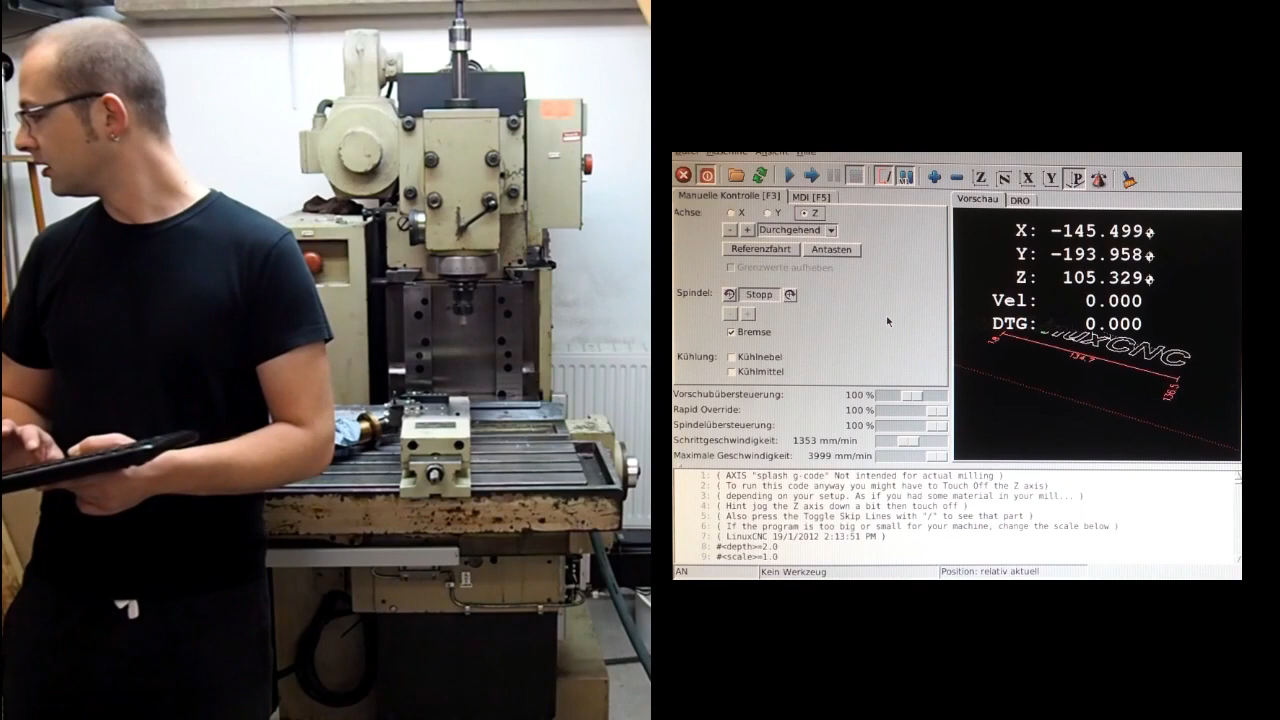 Manuelle Kontrolle [F3] MDI [F5]
Achse: X Y Z
- + Durchgehend
Referenzfahrt Antasten
Grenzwerte aufheben
Spindel: Stopp
- +
Bremse
Kühlung: Kühlnebel
Kühlmittel
Vorschubübersteuerung: 100 %
Rapid Override: 100 %
Spindelübersteuerung: 100 %
Schrittgeschwindigkeit: 1353 mm/min
Maximale Geschwindigkeit: 3999 mm/min
Z N X Y P
Vorschau DRO
X: -145.499
Y: -193.958
Z: 105.329
Vel: 0.000
DTG: 0.000
1: ( AXIS "splash g-code" Not intended for actual milling )
2: ( To run this code anyway you might have to Touch Off the Z axis)
3: ( depending on your setup. As if you had some material in your mill... )
4: ( Hint jog the Z axis down a bit then touch off )
5: ( Also press the Toggle Skip Lines with "/" to see that part )
6: ( If the program is too big or small for your machine, change the scale below )
7: ( LinuxCNC 19/1/2012 2:13:51 PM )
8: #<depth>=2.0
9: #<scale>=1.0
AN Kein Werkzeug Position: relativ aktuell